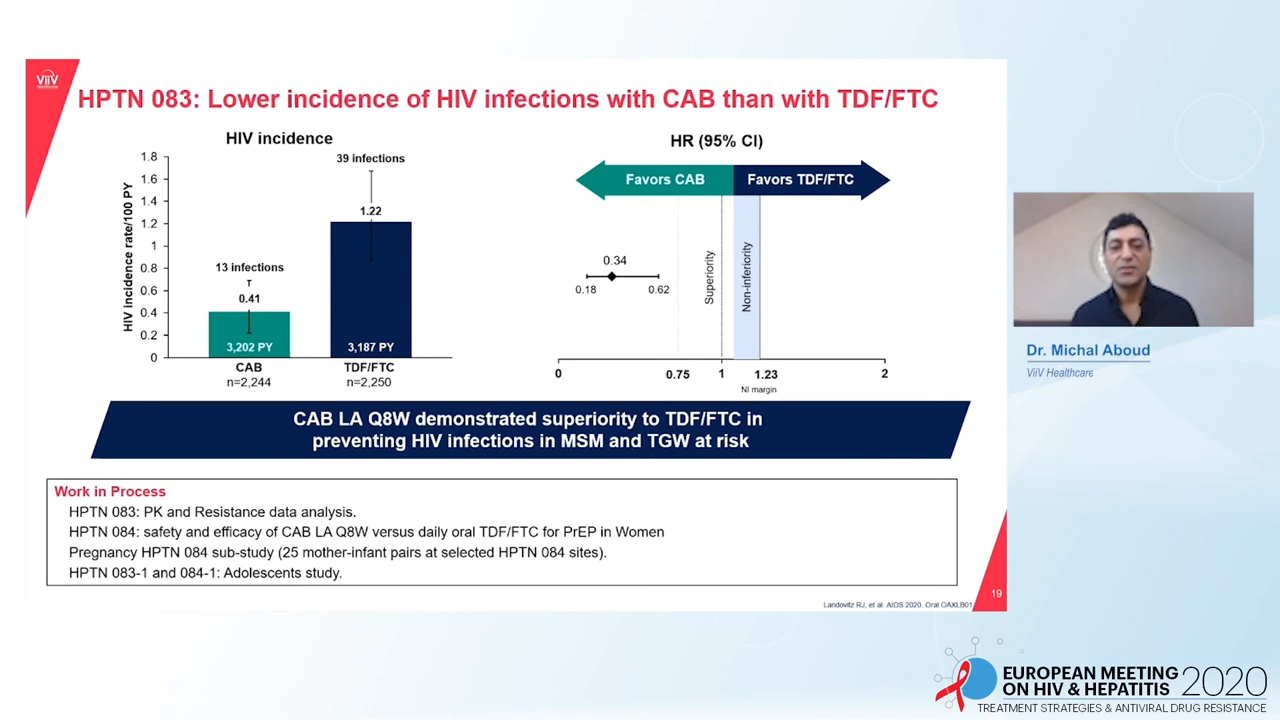 ViiV
Healthcare
HPTN 083: Lower incidence of HIV infections with CAB than with TDF/FTC
HIV incidence
HIV incidence rate/100 PY
1.8
1.6
1.4
1.2
1
0.8
0.6
0.4
0.2
0
39 infections
1.22
13 infections
0.41
3,202 PY
3,187 PY
CAB
TDF/FTC
n=2,244
n=2,250
HR (95% CI)
Favors CAB
Favors TDF/FTC
Superiority
Non-inferiority
0.34
0.18
0.62
0
0.75
1
1.23
2
NI margin
CAB LA Q8W demonstrated superiority to TDF/FTC in
preventing HIV infections in MSM and TGW at risk
Work in Process
HPTN 083: PK and Resistance data analysis.
HPTN 084: safety and efficacy of CAB LA Q8W versus daily oral TDF/FTC for PrEP in Women
Pregnancy HPTN 084 sub-study (25 mother-infant pairs at selected HPTN 084 sites).
HPTN 083-1 and 084-1: Adolescents study.
19
Landovitz RJ, et al. AIDS 2020. Oral OAXLB01
Dr. Michal Aboud
ViiV Healthcare
EUROPEAN MEETING
ON HIV & HEPATITIS 2020
TREATMENT STRATEGIES & ANTIVIRAL DRUG RESISTANCE